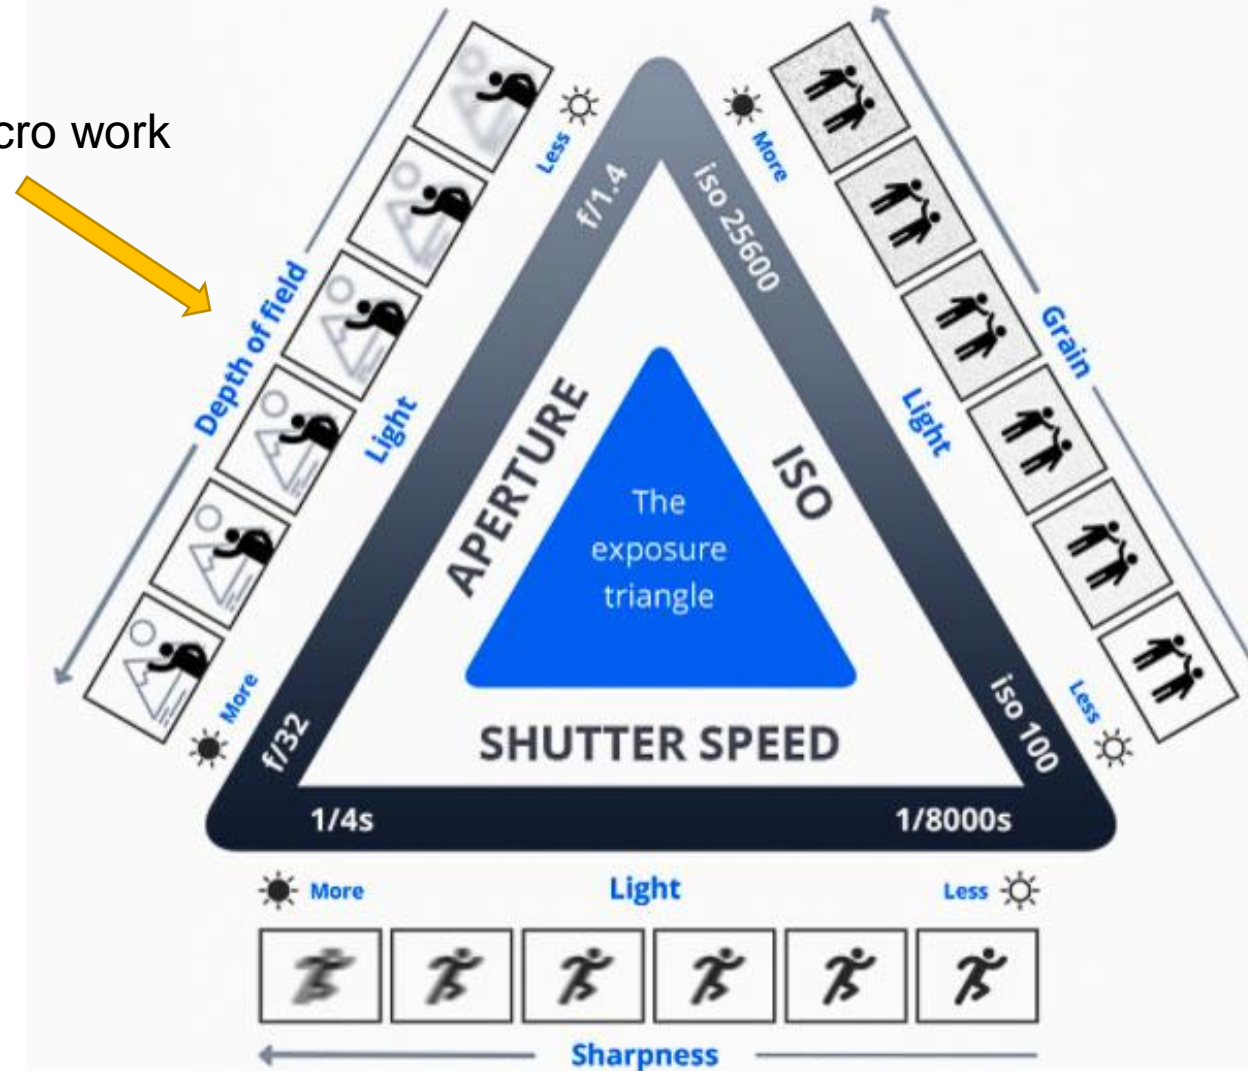 cro work
Depth of field
Less
More
Light
f/1.4
f/32
APERTURE
More
Less
Light
iso 25600
iso 100
ISO
Grain
The
exposure
triangle
SHUTTER SPEED
1/4s
1/8000s
More
Light
Less
Sharpness